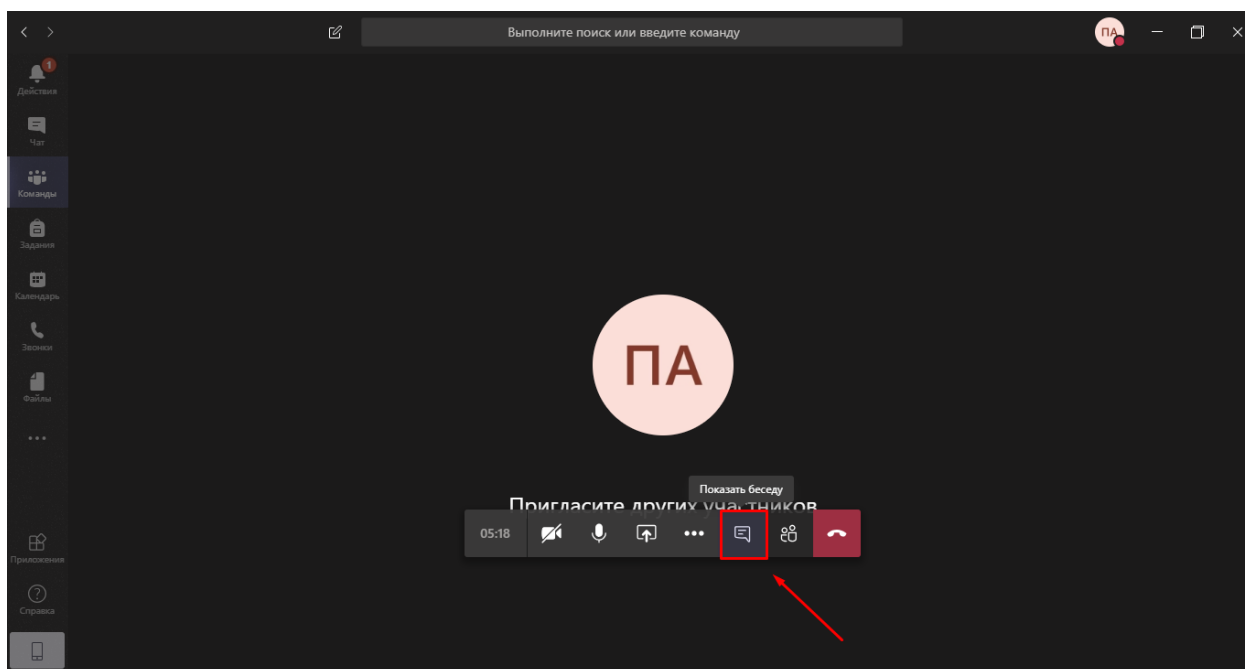 Выполните поиск или введите команду
ПА
1
Действия
Чат
Команды
Задания
Календарь
Звонки
Файлы
Приложения
Справка
ПА
Показать беседу
Пригласите других участников
05:18